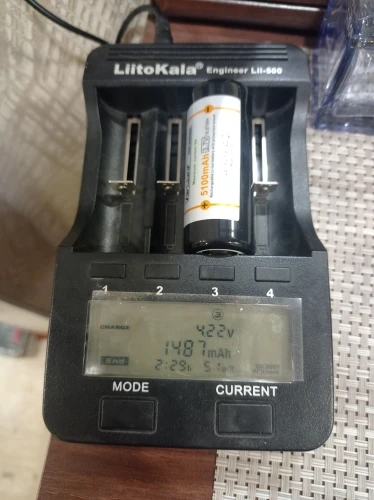 LiitoKala® Engineer Lii-500
5100mAh 3.7V
1 2 3 4
CHARGE
4.22v
1487mAh
END
2:29h
MODE CURRENT